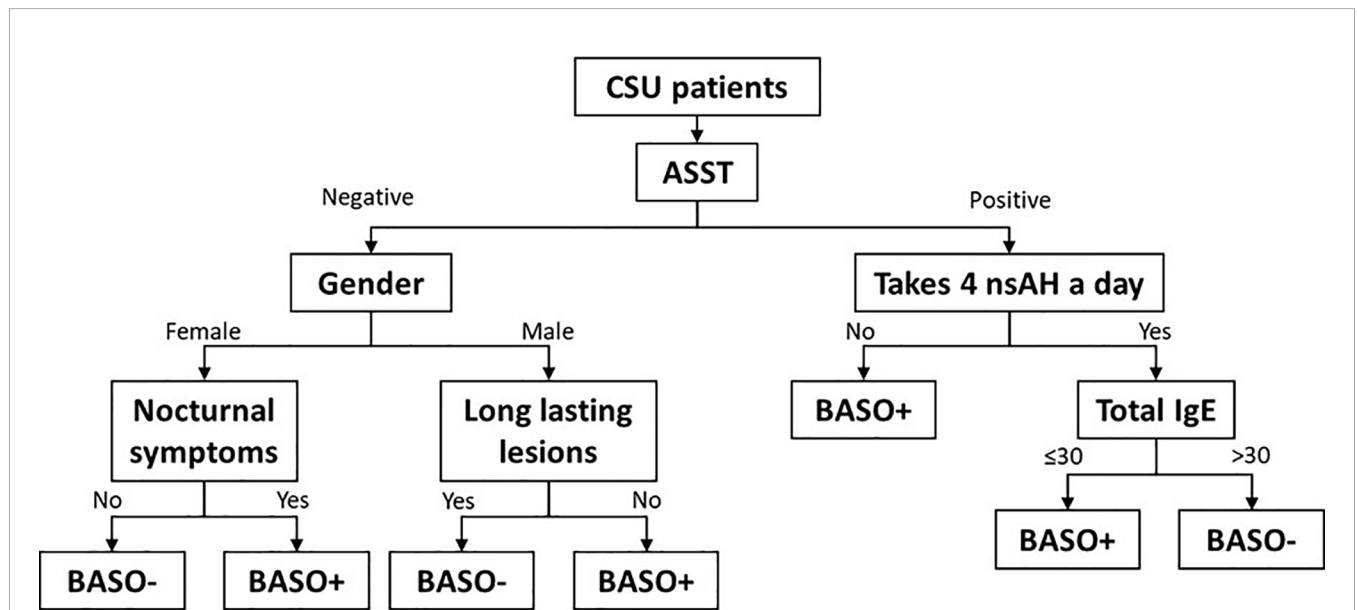 CSU patients
ASST
Negative
Positive
Gender
Takes 4 nsAH a day
Female
Male
No
Yes
Nocturnal
symptoms
Long lasting
lesions
BASO+
Total IgE
≤30
>30
No
Yes
Yes
No
BASO+
BASO-
BASO-
BASO+
BASO-
BASO+